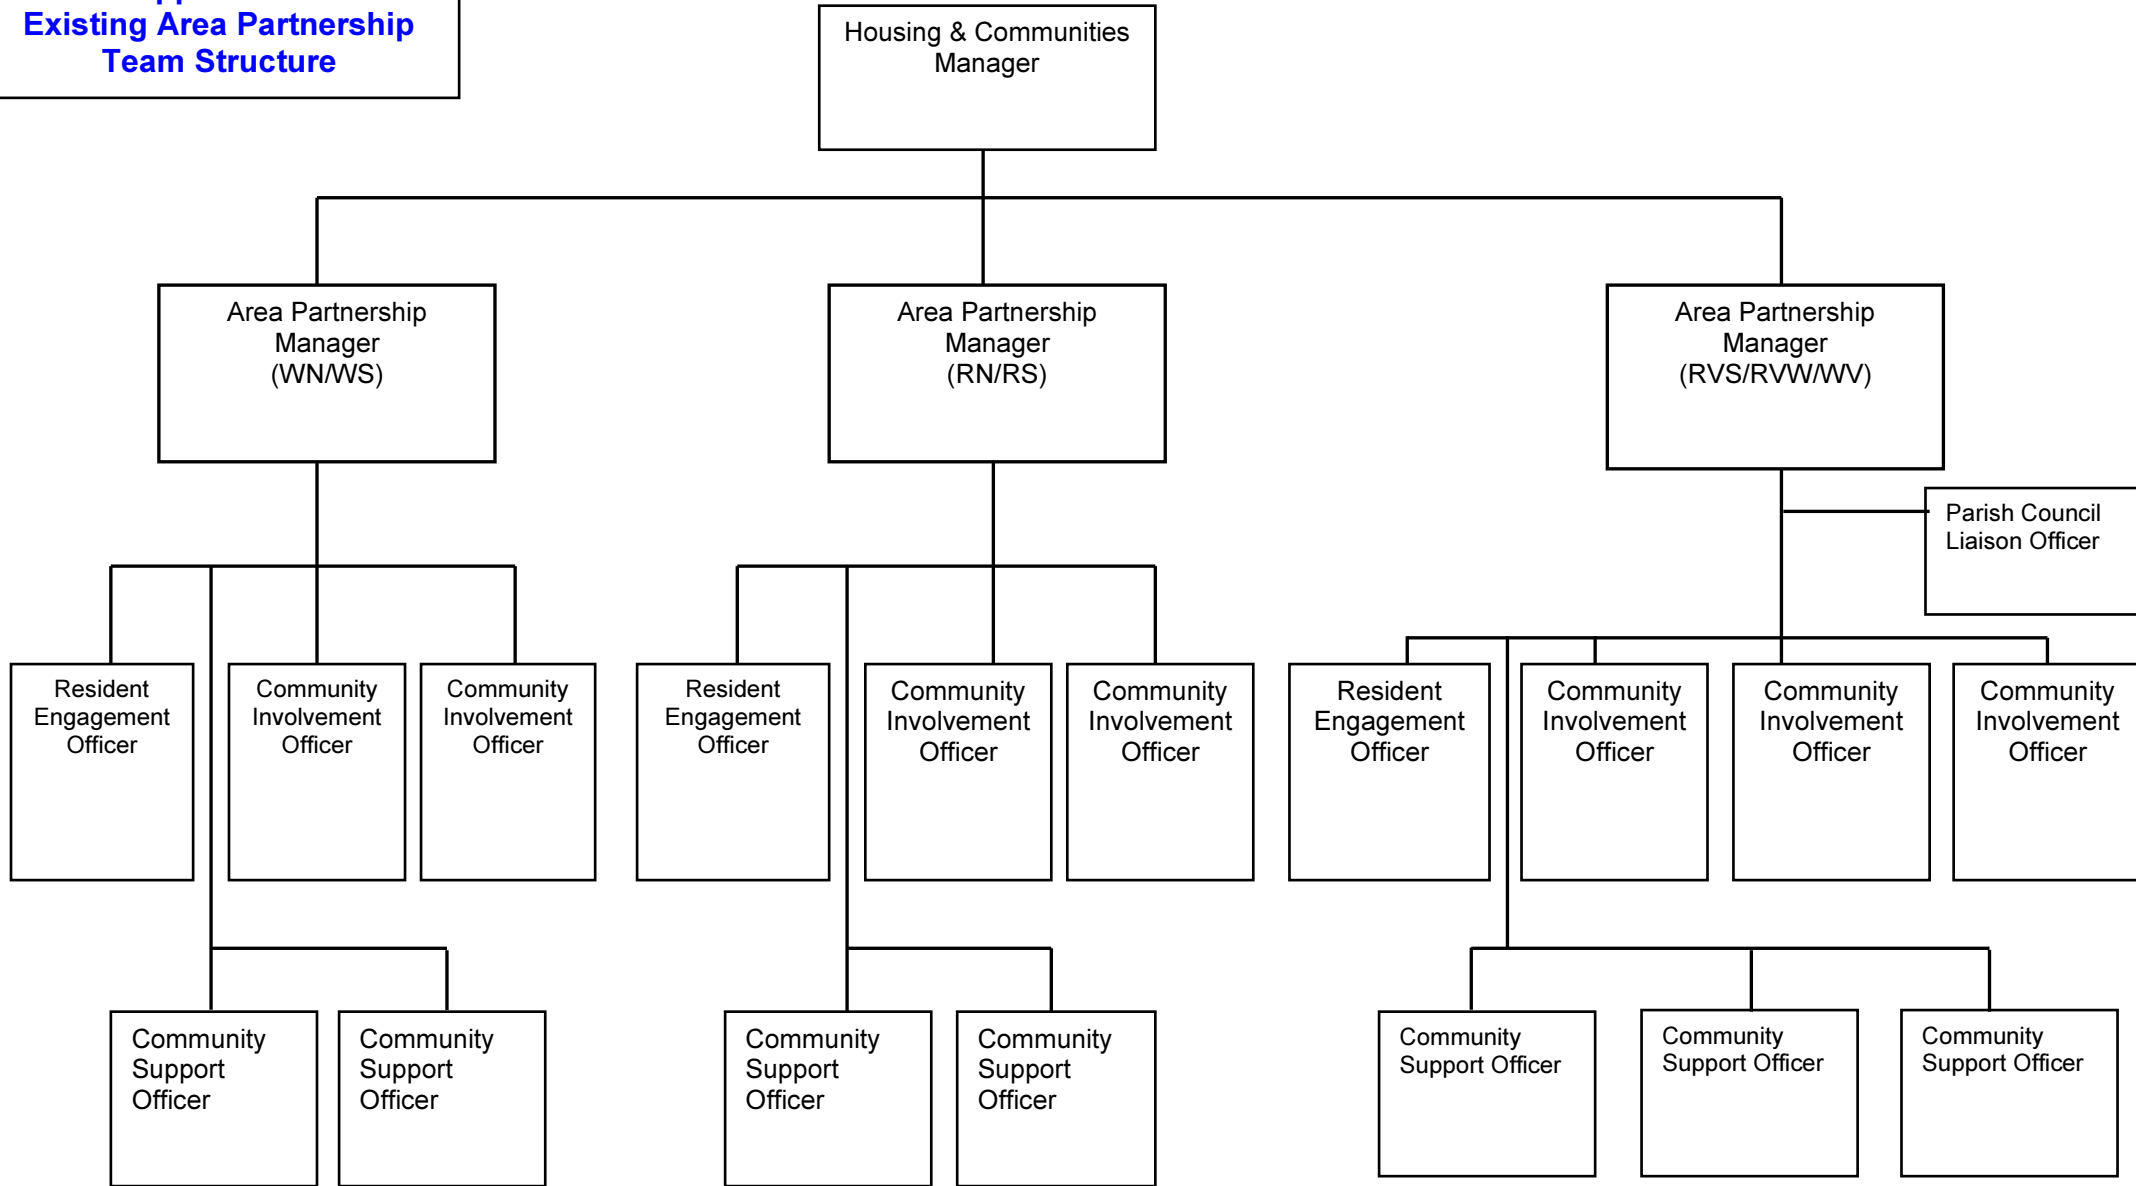 Existing Area Partnership
Team Structure
Housing & Communities
Manager
Area Partnership
Manager
(WN/WS)
Area Partnership
Manager
(RN/RS)
Area Partnership
Manager
(RVS/RVW/WV)
Parish Council
Liaison Officer
Resident
Engagement
Officer
Community
Involvement
Officer
Community
Involvement
Officer
Resident
Engagement
Officer
Community
Involvement
Officer
Community
Involvement
Officer
Resident
Engagement
Officer
Community
Involvement
Officer
Community
Involvement
Officer
Community
Involvement
Officer
Community
Support
Officer
Community
Support
Officer
Community
Support
Officer
Community
Support
Officer
Community
Support Officer
Community
Support Officer
Community
Support Officer